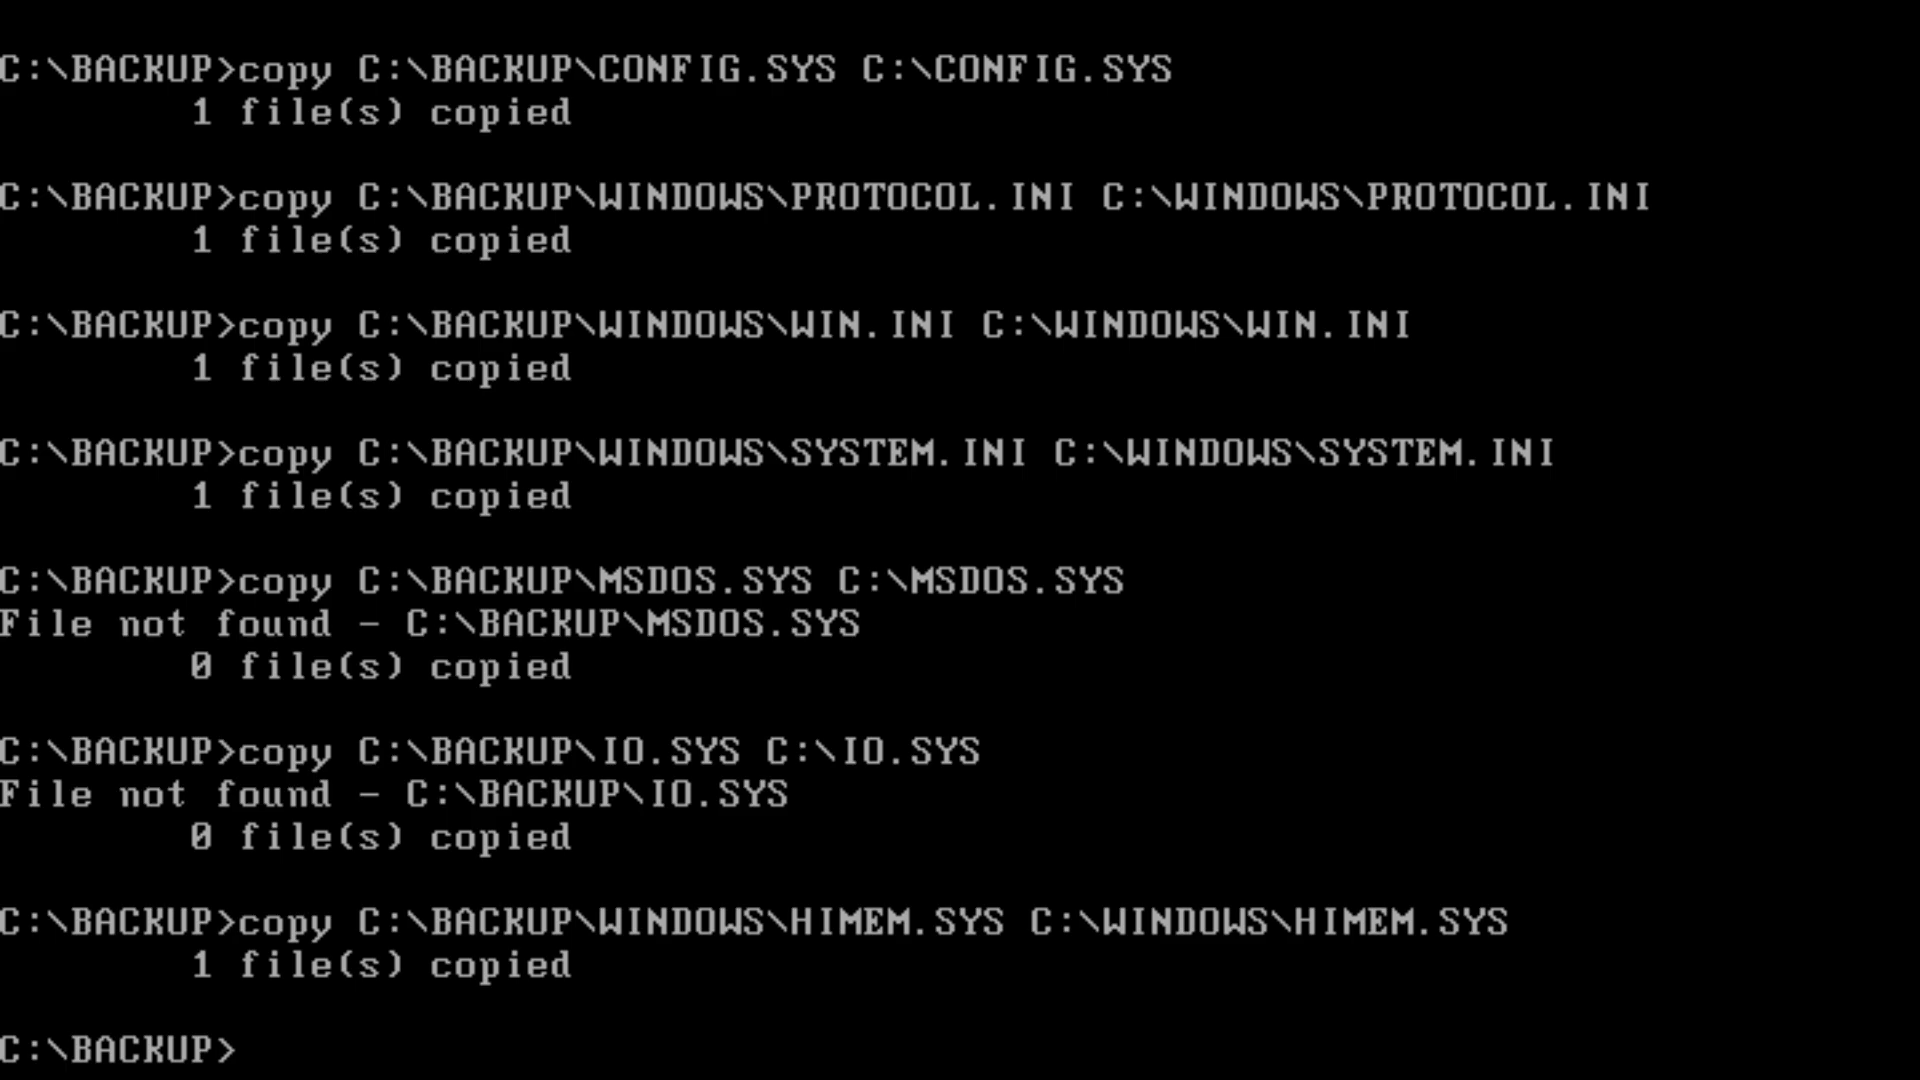 C:\BACKUP>copy C:\BACKUP\CONFIG.SYS C:\CONFIG.SYS
        1 file(s) copied

C:\BACKUP>copy C:\BACKUP\WINDOWS\PROTOCOL.INI C:\WINDOWS\PROTOCOL.INI
        1 file(s) copied

C:\BACKUP>copy C:\BACKUP\WINDOWS\WIN.INI C:\WINDOWS\WIN.INI
        1 file(s) copied

C:\BACKUP>copy C:\BACKUP\WINDOWS\SYSTEM.INI C:\WINDOWS\SYSTEM.INI
        1 file(s) copied

C:\BACKUP>copy C:\BACKUP\MSDOS.SYS C:\MSDOS.SYS
File not found - C:\BACKUP\MSDOS.SYS
        0 file(s) copied

C:\BACKUP>copy C:\BACKUP\IO.SYS C:\IO.SYS
File not found - C:\BACKUP\IO.SYS
        0 file(s) copied

C:\BACKUP>copy C:\BACKUP\WINDOWS\HIMEM.SYS C:\WINDOWS\HIMEM.SYS
        1 file(s) copied

C:\BACKUP>